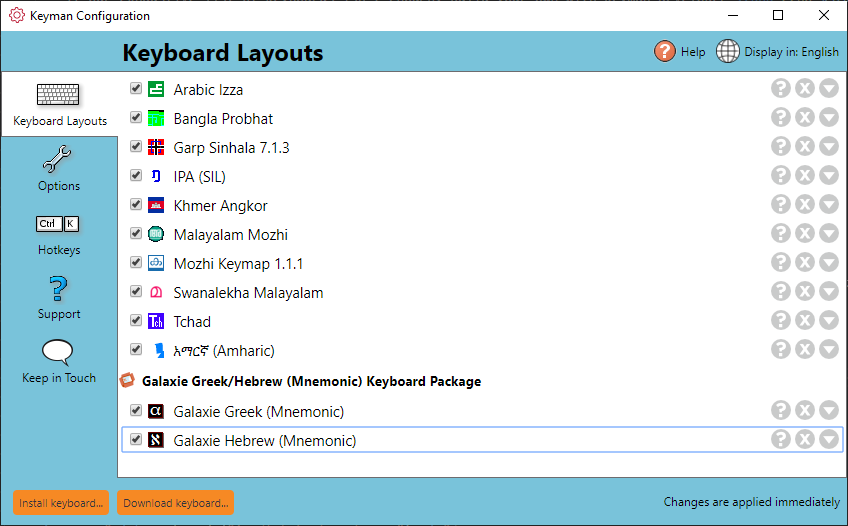 Keyman Configuration
Keyboard Layouts
Help
Display in: English
Keyboard Layouts
Options
Ctrl K
Hotkeys
Support
Keep in Touch
Arabic Izza
Bangla Probhat
Garp Sinhala 7.1.3
IPA (SIL)
Khmer Angkor
Malayalam Mozhi
Mozhi Keymap 1.1.1
Swanalekha Malayalam
Tch Tchad
አማርኛ (Amharic)
Galaxie Greek/Hebrew (Mnemonic) Keyboard Package
α Galaxie Greek (Mnemonic)
א Galaxie Hebrew (Mnemonic)
Install keyboard...
Download keyboard...
Changes are applied immediately